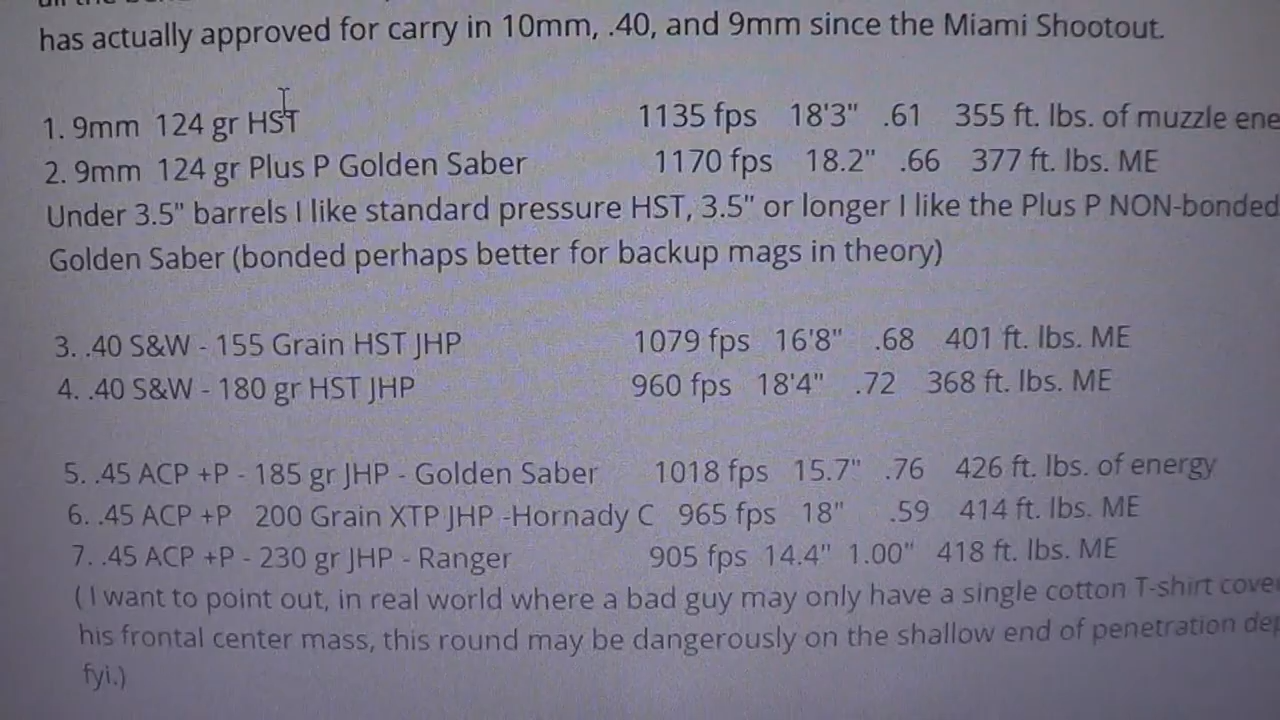 has actually approved for carry in 10mm, .40, and 9mm since the Miami Shootout.
1. 9mm 124 gr HST 1135 fps 18'3" .61 355 ft. lbs. of muzzle ene
2. 9mm 124 gr Plus P Golden Saber 1170 fps 18.2" .66 377 ft. lbs. ME
Under 3.5" barrels I like standard pressure HST, 3.5" or longer I like the Plus P NON-bonded
Golden Saber (bonded perhaps better for backup mags in theory)
3. .40 S&W - 155 Grain HST JHP 1079 fps 16'8" .68 401 ft. lbs. ME
4. .40 S&W - 180 gr HST JHP 960 fps 18'4" .72 368 ft. lbs. ME
5. .45 ACP +P - 185 gr JHP - Golden Saber 1018 fps 15.7" .76 426 ft. lbs. of energy
6. .45 ACP +P 200 Grain XTP JHP -Hornady C 965 fps 18" .59 414 ft. lbs. ME
7. .45 ACP +P - 230 gr JHP - Ranger 905 fps 14.4" 1.00" 418 ft. lbs. ME
( I want to point out, in real world where a bad guy may only have a single cotton T-shirt cove
his frontal center mass, this round may be dangerously on the shallow end of penetration dep
fyi.)